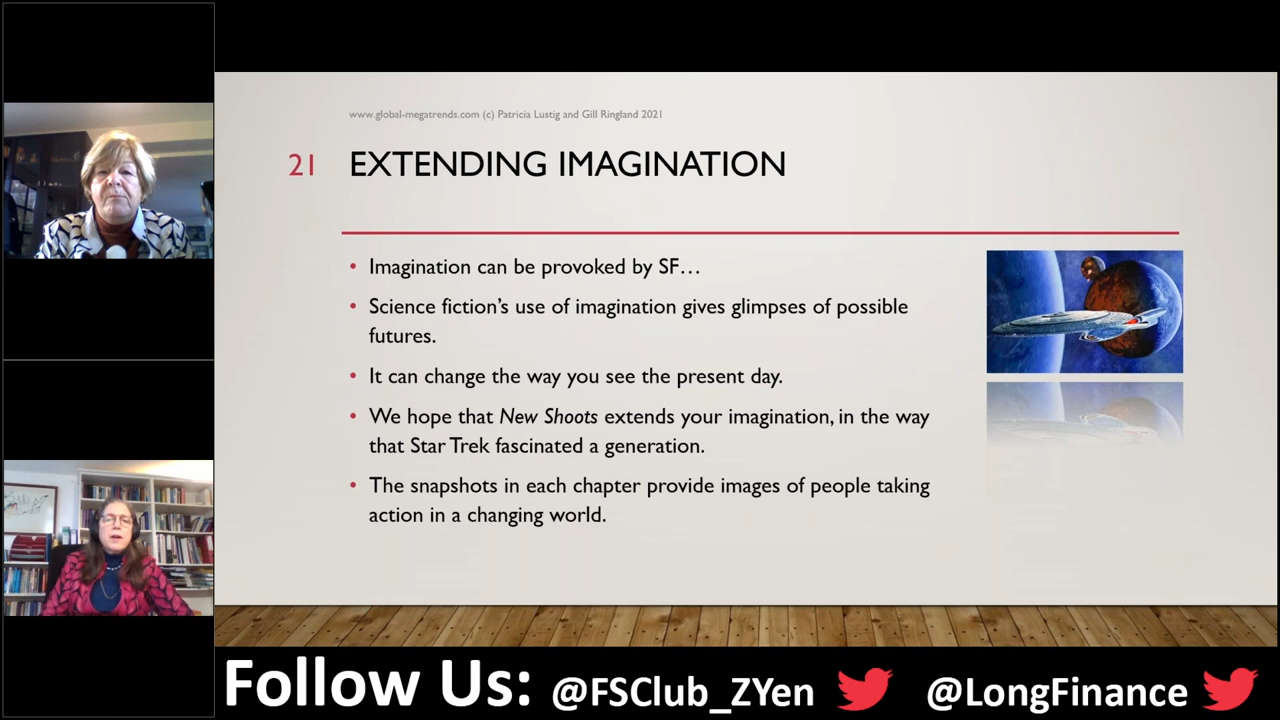 www.global-megatrends.com (c) Patricia Lustig and Gill Ringland 2021
21 EXTENDING IMAGINATION
• Imagination can be provoked by SF…
• Science fiction’s use of imagination gives glimpses of possible
futures.
• It can change the way you see the present day.
• We hope that New Shoots extends your imagination, in the way
that Star Trek fascinated a generation.
• The snapshots in each chapter provide images of people taking
action in a changing world.
Follow Us: @FSClub_ZYen @LongFinance